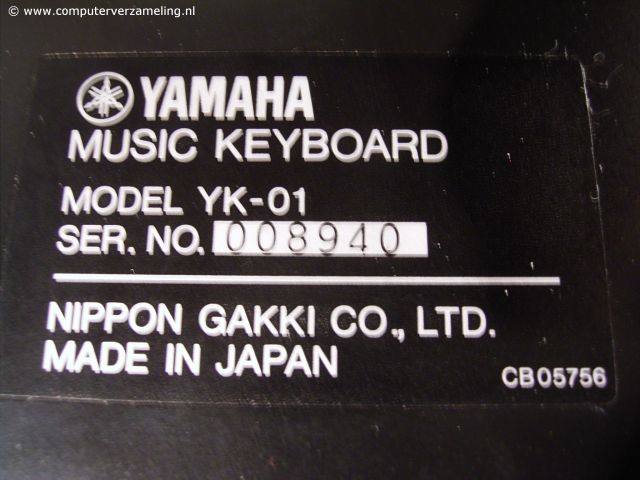 © www.computerverzameling.nl
YAMAHA
MUSIC KEYBOARD
MODEL YK-01
SER. NO. 008940
NIPPON GAKKI CO., LTD.
MADE IN JAPAN
CB05756